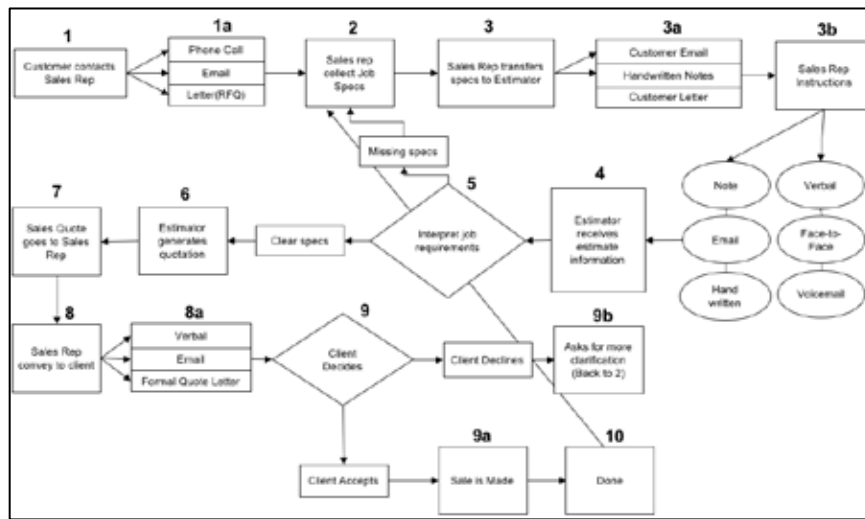 1
Customer contacts
Sales Rep
1a
Phone Call
Email
Letter(RFQ)
2
Sales rep
collect Job
Specs
3
Sales Rep transfers
specs to Estimator
3a
Customer Email
Handwritten Notes
Customer Letter
3b
Sales Rep
Instructions
Note
Email
Hand
written
Verbal
Face-to-
Face
Voicemail
4
Estimator
receives
estimate
information
5
Interpret job
requirements
Missing specs
Clear specs
6
Estimator
generates
quotation
7
Sales Quote
goes to Sales
Rep
8
Sales Rep
convey to client
8a
Verbal
Email
Formal Quote Letter
9
Client
Decides
Client Declines
9b
Asks for more
clarification
(Back to 2)
Client Accepts
9a
Sale is Made
10
Done